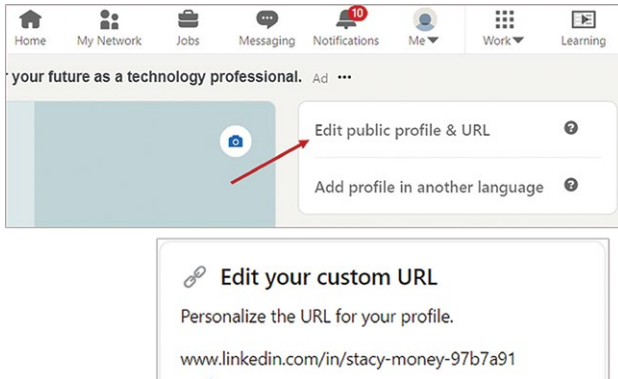 10
Home My Network Jobs Messaging Notifications Me Work Learning
your future as a technology professional. Ad •••
Edit public profile & URL ?
Add profile in another language ?
Edit your custom URL
Personalize the URL for your profile.
www.linkedin.com/in/stacy-money-97b7a91